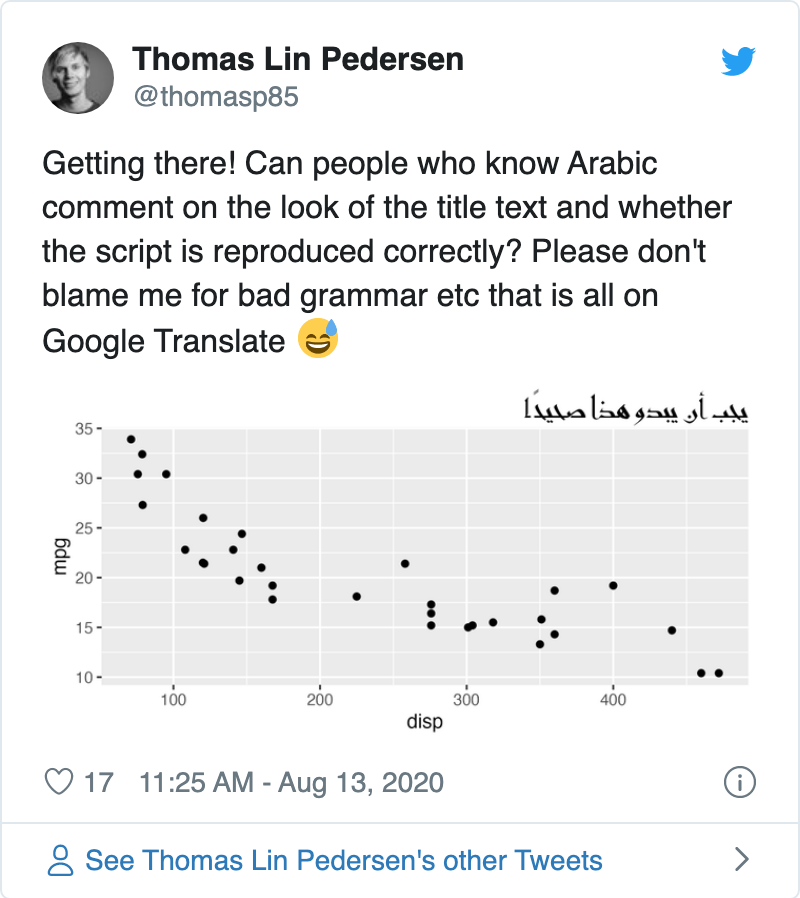 Thomas Lin Pedersen
@thomasp85
Getting there! Can people who know Arabic
comment on the look of the title text and whether
the script is reproduced correctly? Please don't
blame me for bad grammar etc that is all on
Google Translate 😅
يجب أن يبدو هذا صحيحًا
35
30
25
20
15
10
mpg
100 200 300 400
disp
17 11:25 AM - Aug 13, 2020
See Thomas Lin Pedersen's other Tweets